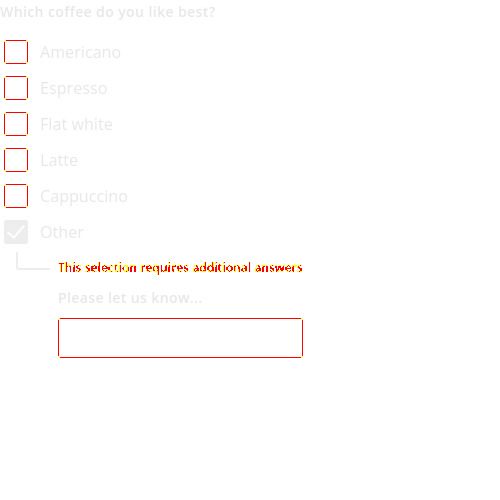 Which coffee do you like best?
Americano
Espresso
Flat white
Latte
Cappuccino
Other
This selection requires additional answers
Please let us know...